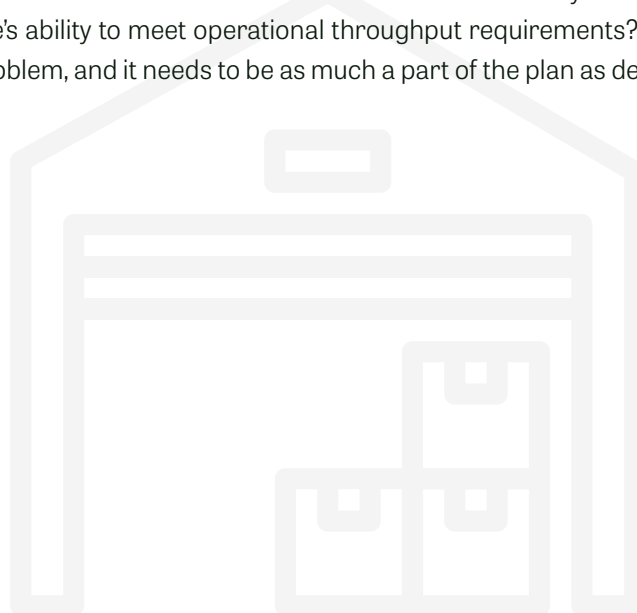 ’s ability to meet operational throughput requirements?
oblem, and it needs to be as much a part of the plan as de